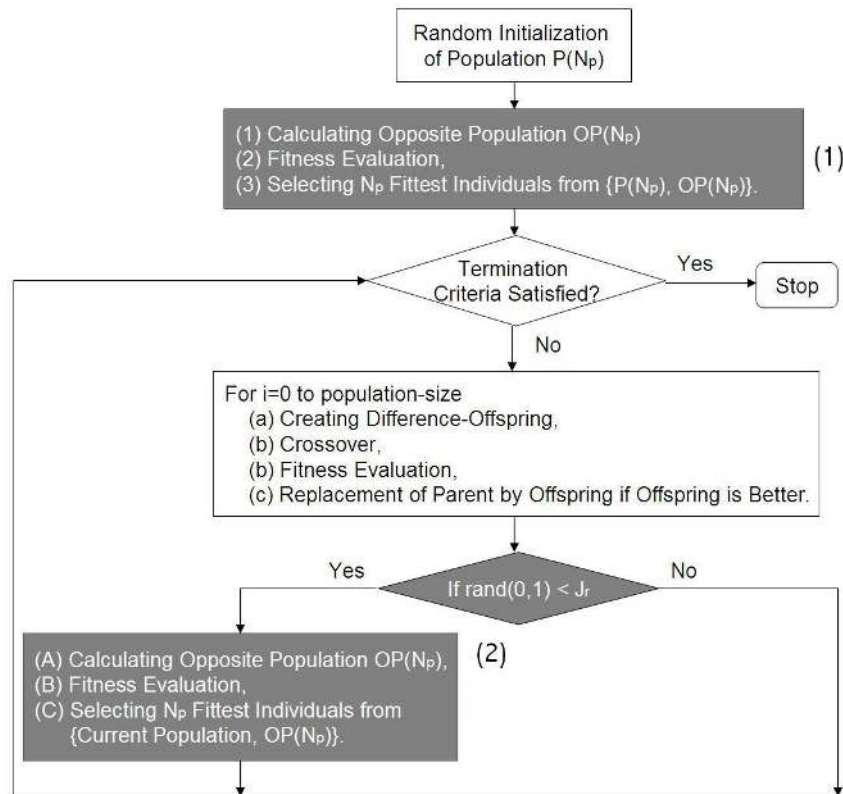 Random Initialization
of Population P(Nₚ)
(1) Calculating Opposite Population OP(Nₚ)
(2) Fitness Evaluation,
(3) Selecting Nₚ Fittest Individuals from {P(Nₚ), OP(Nₚ)}.
(1)
Termination
Criteria Satisfied?
Yes
Stop
No
For i=0 to population-size
(a) Creating Difference-Offspring,
(b) Crossover,
(b) Fitness Evaluation,
(c) Replacement of Parent by Offspring if Offspring is Better.
Yes
If rand(0,1) < Jᵣ
No
(A) Calculating Opposite Population OP(Nₚ),
(B) Fitness Evaluation,
(C) Selecting Nₚ Fittest Individuals from
{Current Population, OP(Nₚ)}.
(2)